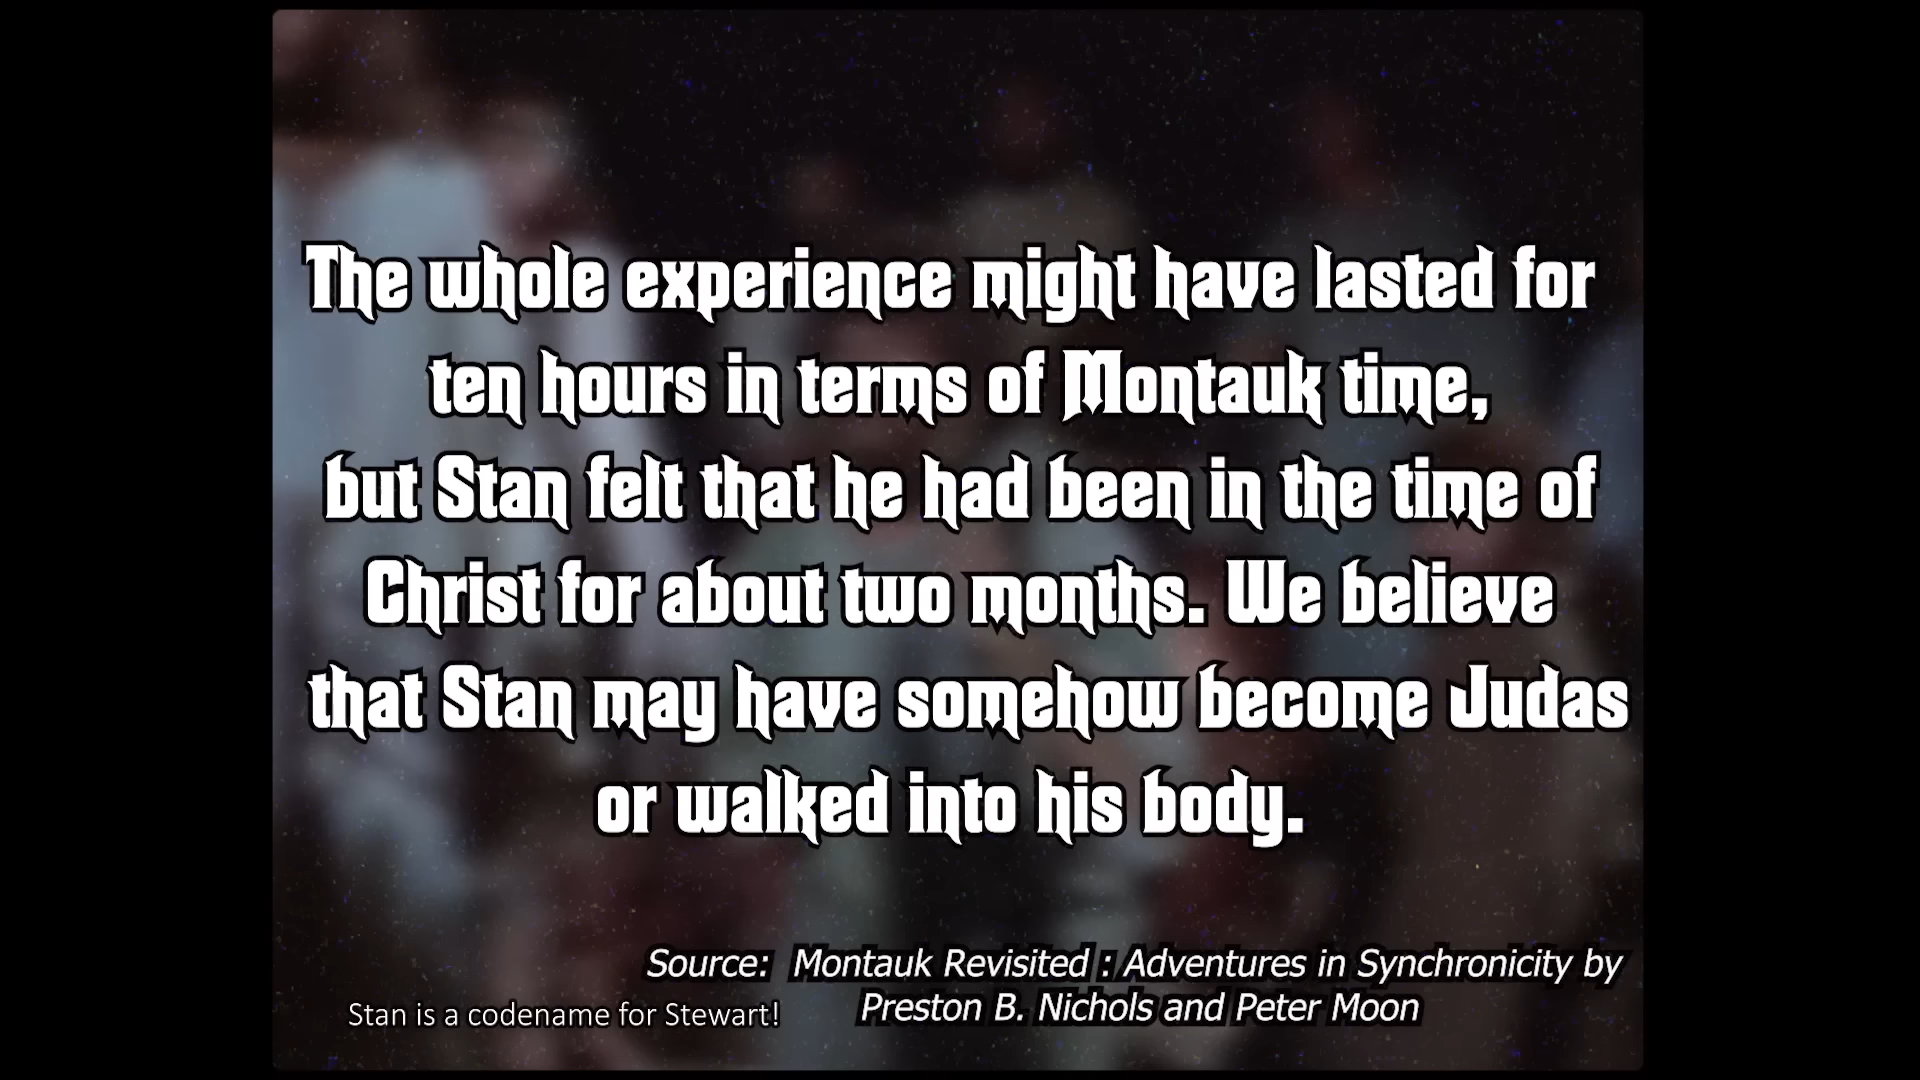 The whole experience might have lasted for
ten hours in terms of Montauk time,
but Stan felt that he had been in the time of
Christ for about two months. We believe
that Stan may have somehow become Judas
or walked into his body.
Source: Montauk Revisited : Adventures in Synchronicity by
Preston B. Nichols and Peter Moon
Stan is a codename for Stewart!